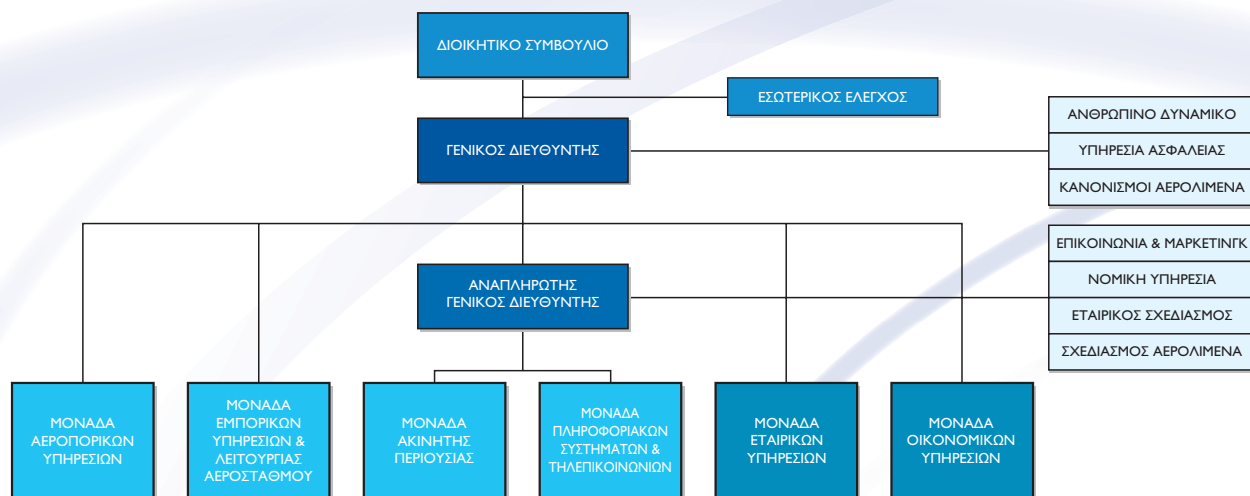 ΔΙΟΙΚΗΤΙΚΟ ΣΥΜΒΟΥΛΙΟ
ΕΣΩΤΕΡΙΚΟΣ ΕΛΕΓΧΟΣ
ΓΕΝΙΚΟΣ ΔΙΕΥΘΥΝΤΗΣ
ΑΝΘΡΩΠΙΝΟ ΔΥΝΑΜΙΚΟ
ΥΠΗΡΕΣΙΑ ΑΣΦΑΛΕΙΑΣ
ΚΑΝΟΝΙΣΜΟΙ ΑΕΡΟΛΙΜΕΝΑ
ΑΝΑΠΛΗΡΩΤΗΣ
ΓΕΝΙΚΟΣ ΔΙΕΥΘΥΝΤΗΣ
ΕΠΙΚΟΙΝΩΝΙΑ & ΜΑΡΚΕΤΙΝΓΚ
ΝΟΜΙΚΗ ΥΠΗΡΕΣΙΑ
ΕΤΑΙΡΙΚΟΣ ΣΧΕΔΙΑΣΜΟΣ
ΣΧΕΔΙΑΣΜΟΣ ΑΕΡΟΛΙΜΕΝΑ
ΜΟΝΑΔΑ
ΑΕΡΟΠΟΡΙΚΩΝ
ΥΠΗΡΕΣΙΩΝ
ΜΟΝΑΔΑ
ΕΜΠΟΡΙΚΩΝ
ΥΠΗΡΕΣΙΩΝ &
ΛΕΙΤΟΥΡΓΙΑΣ
ΑΕΡΟΣΤΑΘΜΟΥ
ΜΟΝΑΔΑ
ΑΚΙΝΗΤΗΣ
ΠΕΡΙΟΥΣΙΑΣ
ΜΟΝΑΔΑ
ΠΛΗΡΟΦΟΡΙΑΚΩΝ
ΣΥΣΤΗΜΑΤΩΝ &
ΤΗΛΕΠΙΚΟΙΝΩΝΙΩΝ
ΜΟΝΑΔΑ
ΕΤΑΙΡΙΚΩΝ
ΥΠΗΡΕΣΙΩΝ
ΜΟΝΑΔΑ
ΟΙΚΟΝΟΜΙΚΩΝ
ΥΠΗΡΕΣΙΩΝ